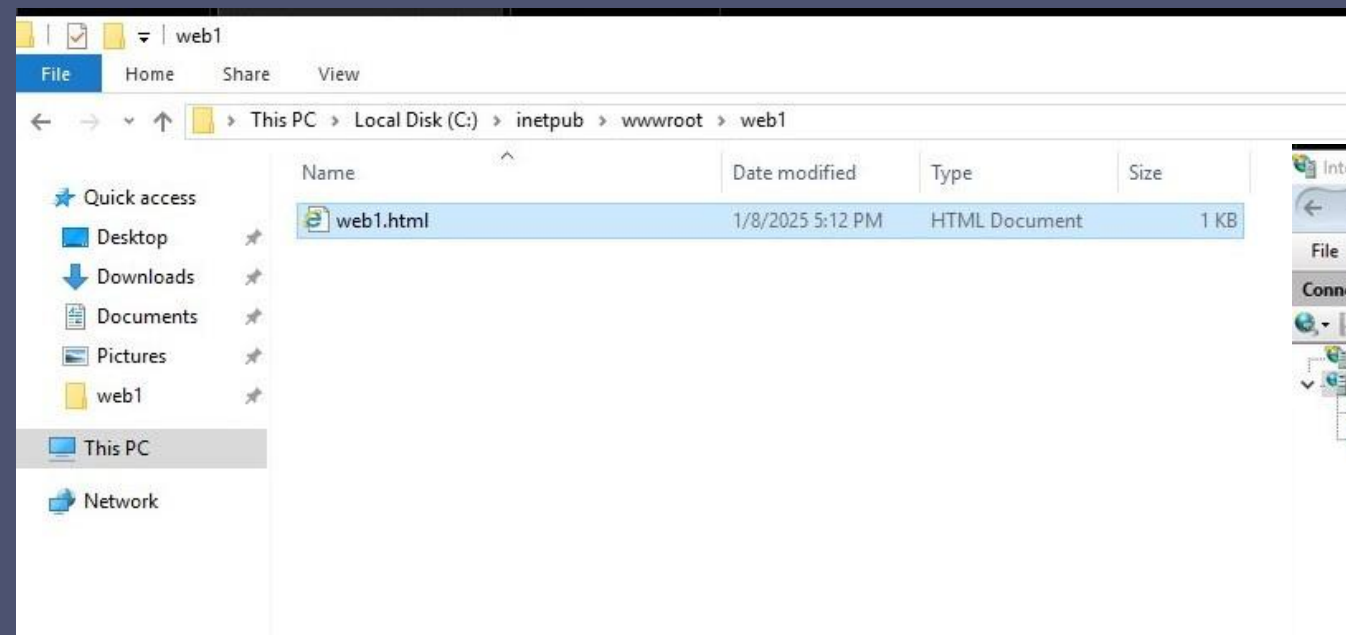 web1
File Home Share View
This PC Local Disk (C:) inetpub wwwroot web1
Name Date modified Type Size
web1.html 1/8/2025 5:12 PM HTML Document 1 KB
Quick access
Desktop
Downloads
Documents
Pictures
web1
This PC
Network
Inte
File
Conne